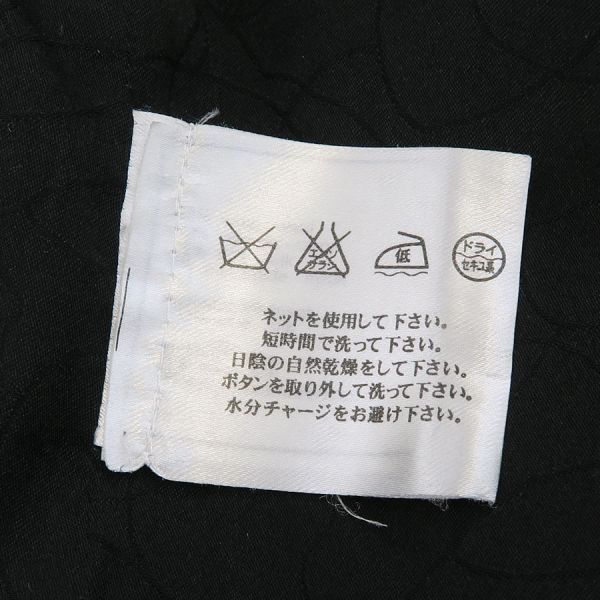 エンソ
サラシ
低
ドライ
セキユ系
ネットを使用して下さい。
短時間で洗って下さい。
日陰の自然乾燥をして下さい。
ボタンを取り外して洗って下さい。
水分チャージをお避け下さい。